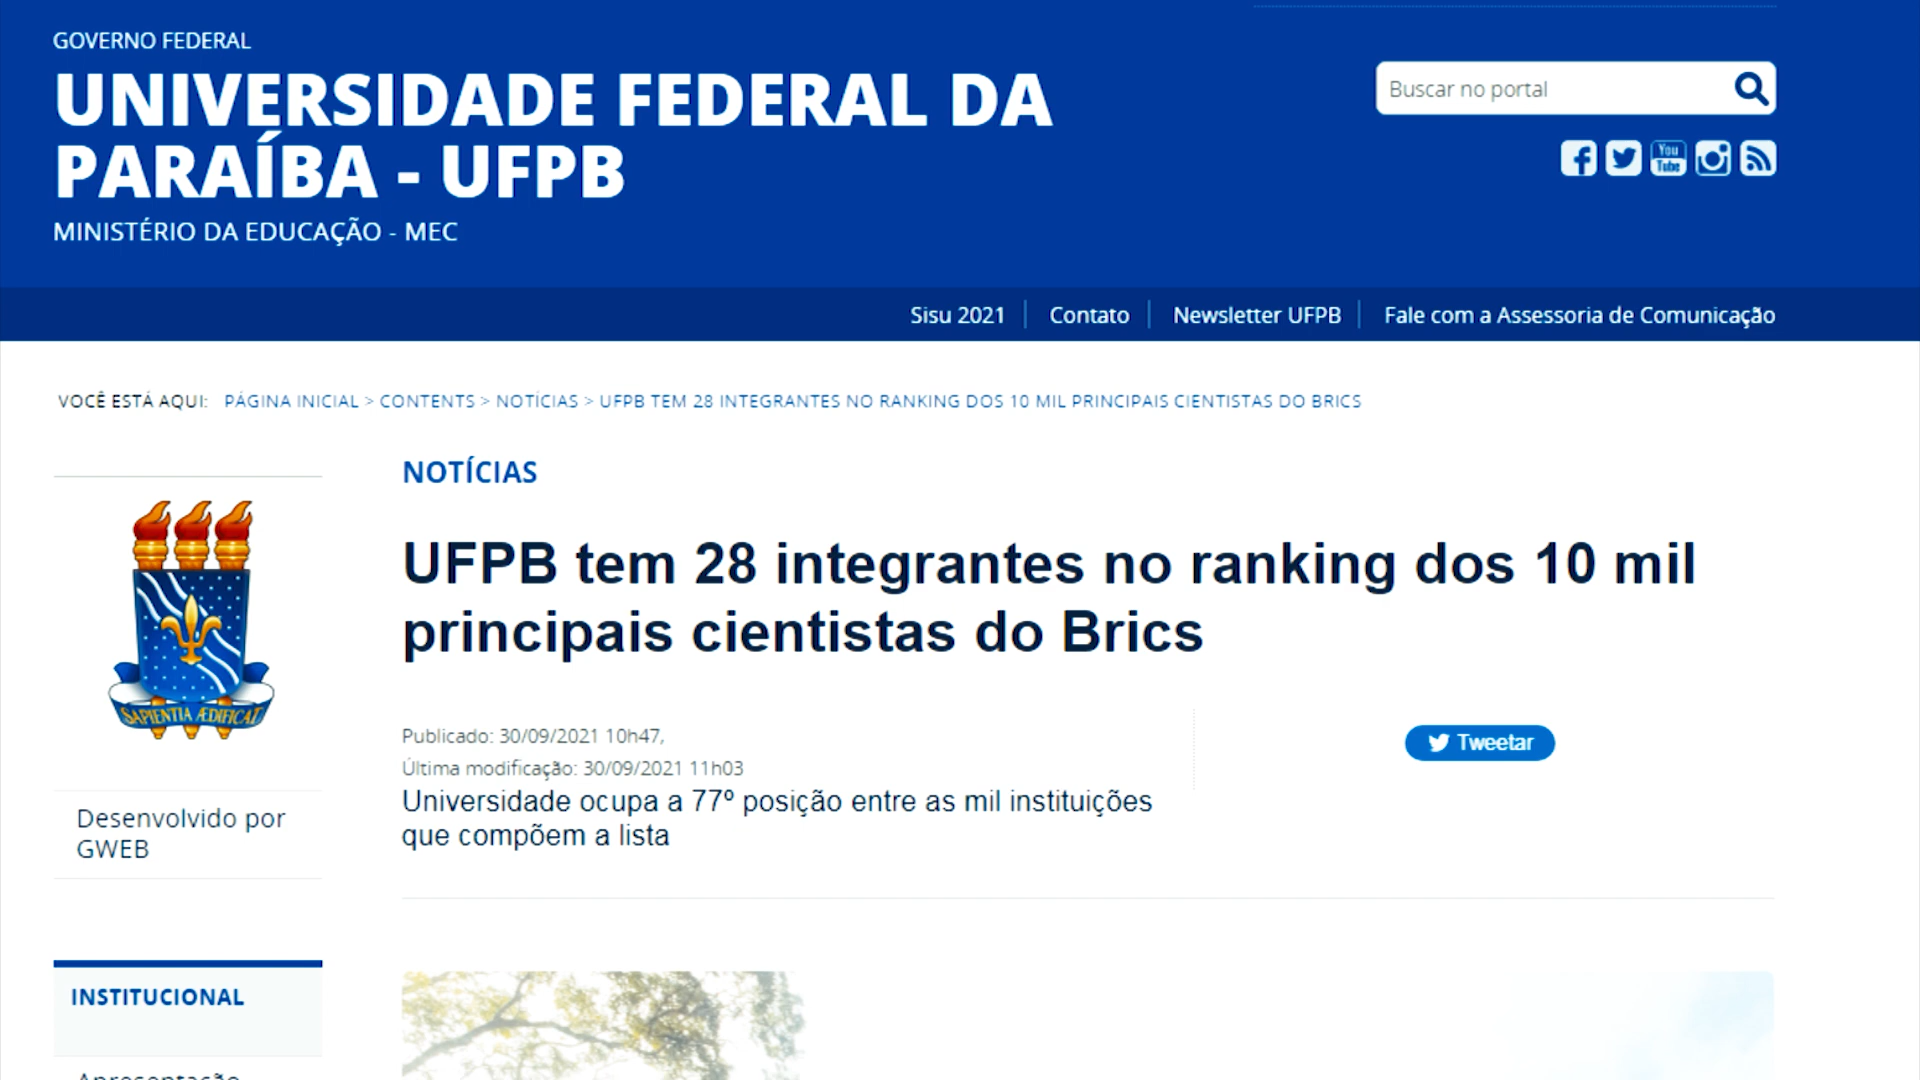 GOVERNO FEDERAL
UNIVERSIDADE FEDERAL DA
PARAÍBA - UFPB
MINISTÉRIO DA EDUCAÇÃO - MEC
Buscar no portal
You
Tube
Sisu 2021
Contato
Newsletter UFPB
Fale com a Assessoria de Comunicação
VOCÊ ESTÁ AQUI: PÁGINA INICIAL > CONTENTS > NOTÍCIAS > UFPB TEM 28 INTEGRANTES NO RANKING DOS 10 MIL PRINCIPAIS CIENTISTAS DO BRICS
SAPIENTIA ÆDIFICAT
Desenvolvido por
GWEB
INSTITUCIONAL
Apresentação
NOTÍCIAS
UFPB tem 28 integrantes no ranking dos 10 mil
principais cientistas do Brics
Publicado: 30/09/2021 10h47,
Última modificação: 30/09/2021 11h03
Tweetar
Universidade ocupa a 77º posição entre as mil instituições
que compõem a lista